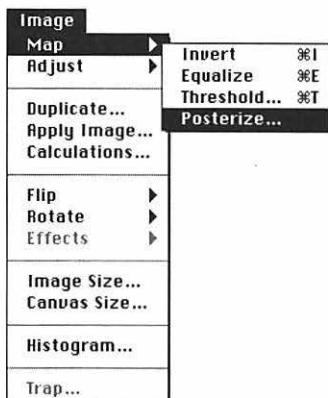 Image
Map
Adjust
Duplicate...
Apply Image...
Calculations...
Flip
Rotate
Effects
Image Size...
Canvas Size...
Histogram...
Trap...
Invert ⌘I
Equalize ⌘E
Threshold... ⌘T
Posterize...